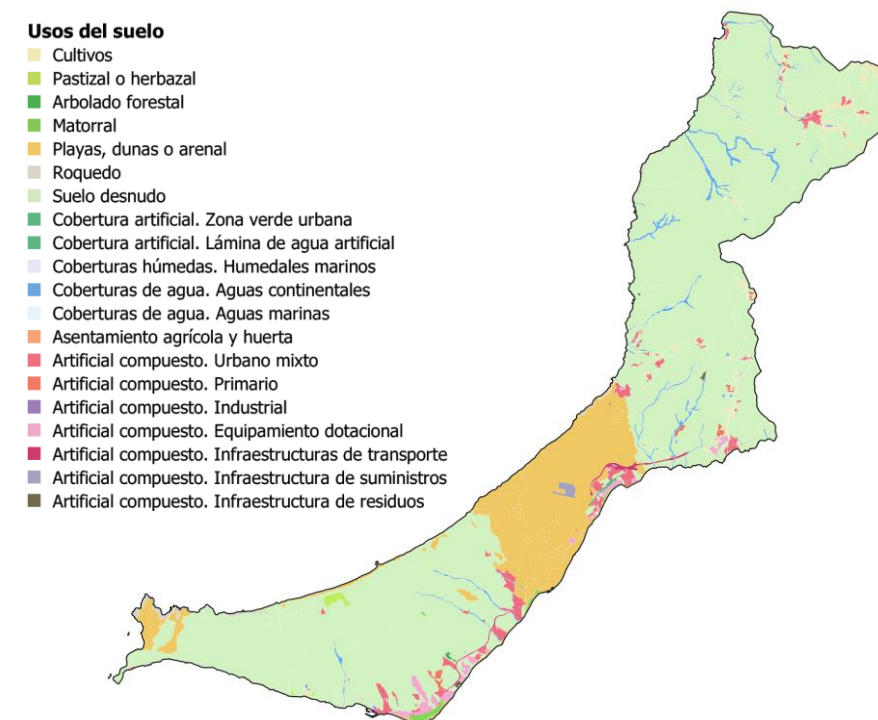 Usos del suelo
Cultivos
Pastizal o herbazal
Arbolado forestal
Matorral
Playas, dunas o arenal
Roquedo
Suelo desnudo
Cobertura artificial. Zona verde urbana
Cobertura artificial. Lámina de agua artificial
Coberturas húmedas. Humedales marinos
Coberturas de agua. Aguas continentales
Coberturas de agua. Aguas marinas
Asentamiento agrícola y huerta
Artificial compuesto. Urbano mixto
Artificial compuesto. Primario
Artificial compuesto. Industrial
Artificial compuesto. Equipamiento dotacional
Artificial compuesto. Infraestructuras de transporte
Artificial compuesto. Infraestructura de suministros
Artificial compuesto. Infraestructura de residuos